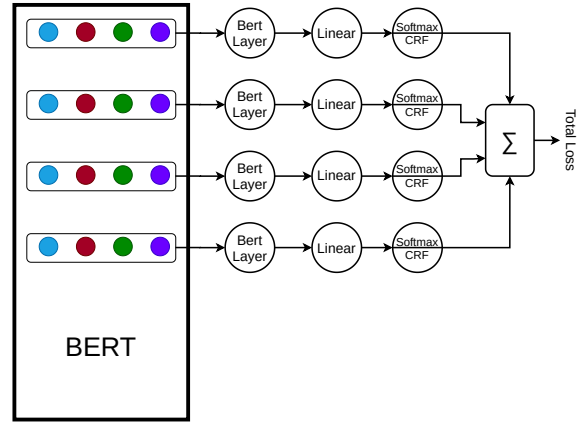 Bert
Layer
Linear
Softmax
CRF
Bert
Layer
Linear
Softmax
CRF
Σ
Total Loss
Bert
Layer
Linear
Softmax
CRF
Bert
Layer
Linear
Softmax
CRF
BERT